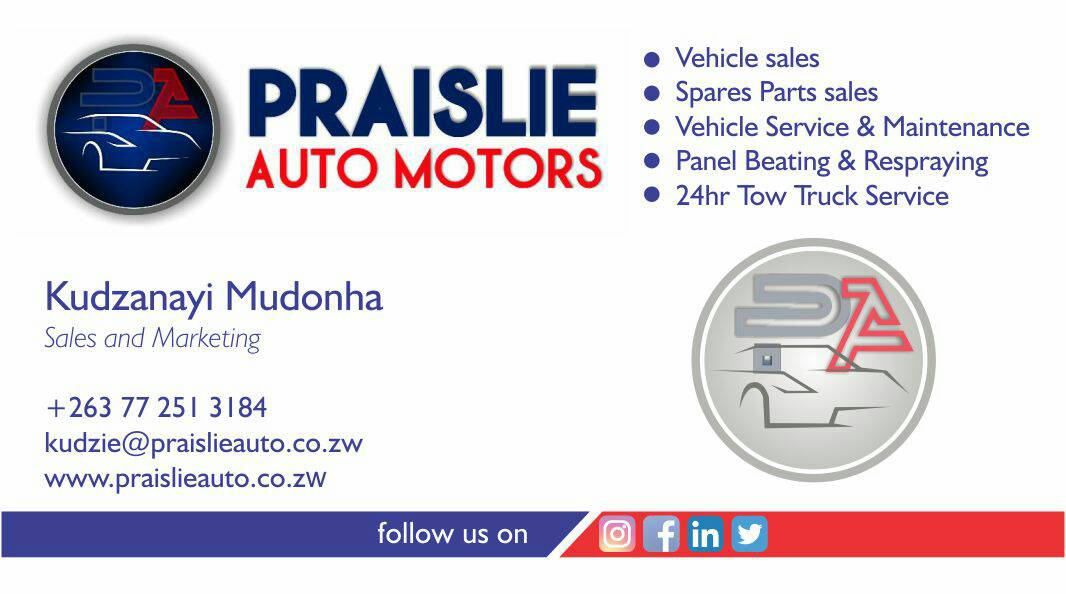 PA
PRAISLIE
AUTO MOTORS
Vehicle sales
Spares Parts sales
Vehicle Service & Maintenance
Panel Beating & Respraying
24hr Tow Truck Service
Kudzanayi Mudonha
Sales and Marketing
+263 77 251 3184
kudzie@praislieauto.co.zw
www.praislieauto.co.zw
PA
follow us on